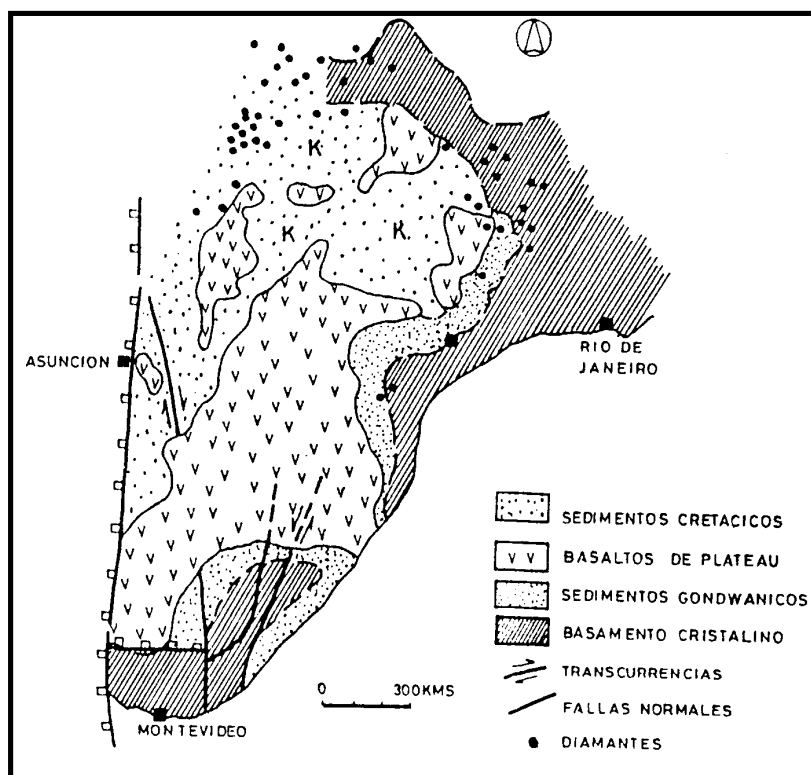 K
K
K.
ASUNCION
RIO DE
JANEIRO
SEDIMENTOS CRETACICOS
V V BASALTOS DE PLATEAU
SEDIMENTOS GONDWANICOS
BASAMENTO CRISTALINO
TRANSCURRENCIAS
FALLAS NORMALES
DIAMANTES
0 300KMS
MONTEVIDEO